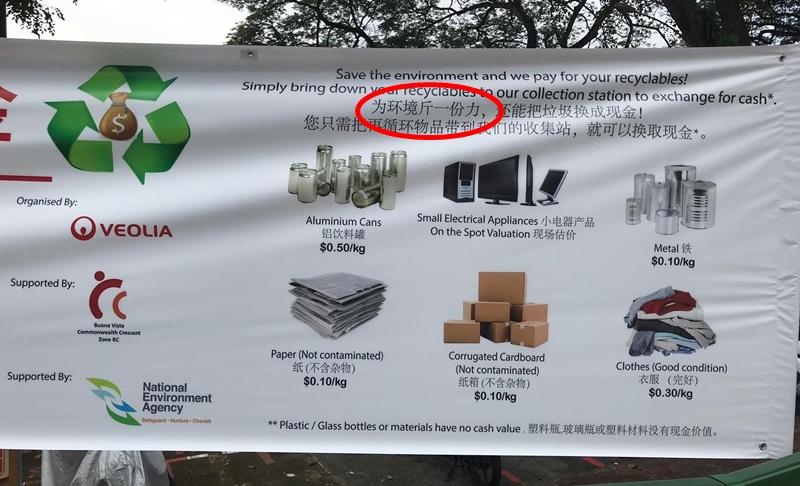 Save the environment and we pay for your recyclables!
Simply bring down your recyclables to our collection station to exchange for cash*.
为环境斤一份力，还能把垃圾换成现金！
您只需把再循环物品带到我们的收集站，就可以换取现金*。
$
Organised By:
VEOLIA
Supported By:
Buona Vista
Commonwealth Crescent
Zone RC
Supported By:
National
Environment
Agency
Safeguard · Nurture · Cherish
Aluminium Cans
铝饮料罐
$0.50/kg
Small Electrical Appliances 小电器产品
On the Spot Valuation 现场估价
Metal 铁
$0.10/kg
Paper (Not contaminated)
纸 (不含杂物)
$0.10/kg
Corrugated Cardboard
(Not contaminated)
纸箱 (不含杂物)
$0.10/kg
Clothes (Good condition)
衣服 （完好）
$0.30/kg
** Plastic / Glass bottles or materials have no cash value . 塑料瓶,玻璃瓶或塑料材料没有现金价值。